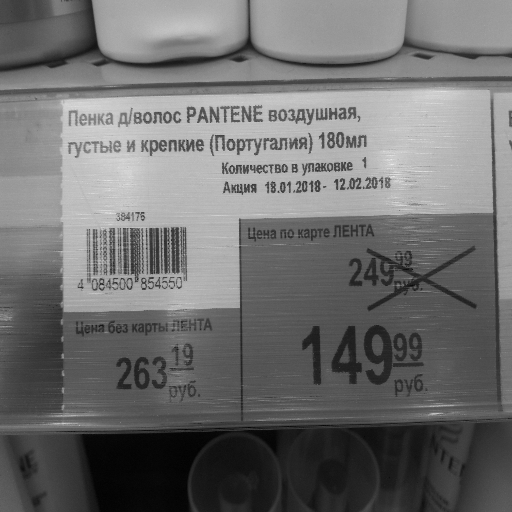 Пенка д/волос PANTENE воздушная,
густые и крепкие (Португалия) 180мл
Количество в упаковке 1
Акция 18.01.2018- 12.02.2018
384176
4 084500 854550
Цена по карте ЛЕНТА
249 99
руб.
Цена без карты ЛЕНТА
263 19
руб.
149 99
руб.